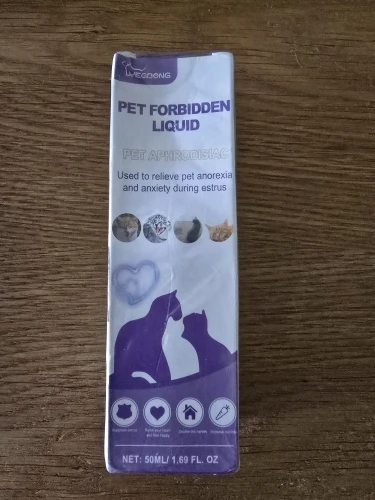 YEGBONG
PET FORBIDDEN
LIQUID
PET APHRODISIAC
Used to relieve pet anorexia
and anxiety during estrus
NET: 50ML/ 1.69 FL. OZ